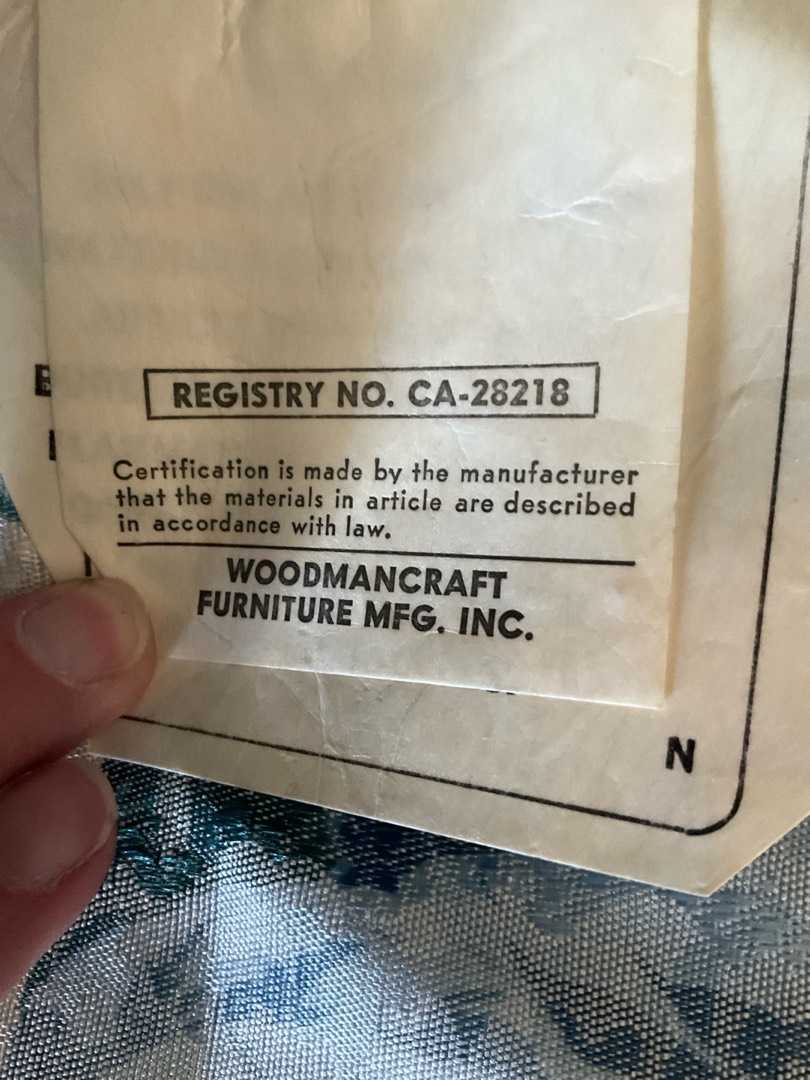 REGISTRY NO. CA-28218
Certification is made by the manufacturer
that the materials in article are described
in accordance with law.
WOODMANCRAFT
FURNITURE MFG. INC.
N